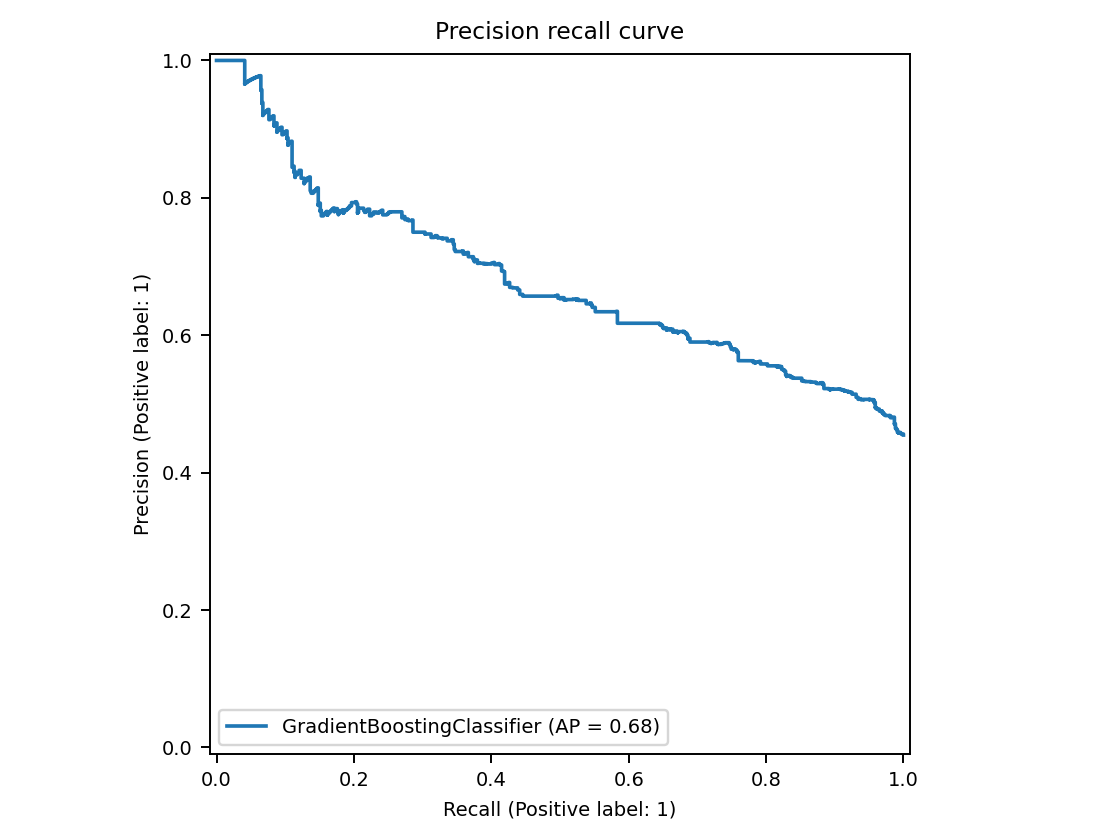 Precision recall curve
1.0
0.8
0.6
0.4
0.2
0.0
Precision (Positive label: 1)
GradientBoostingClassifier (AP = 0.68)
0.0 0.2 0.4 0.6 0.8 1.0
Recall (Positive label: 1)